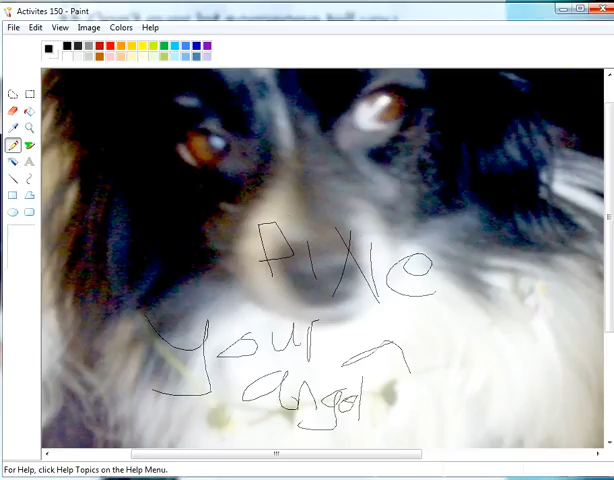 Activites 150 - Paint
File Edit View Image Colors Help
Pixie
your a
angel
For Help, click Help Topics on the Help Menu.